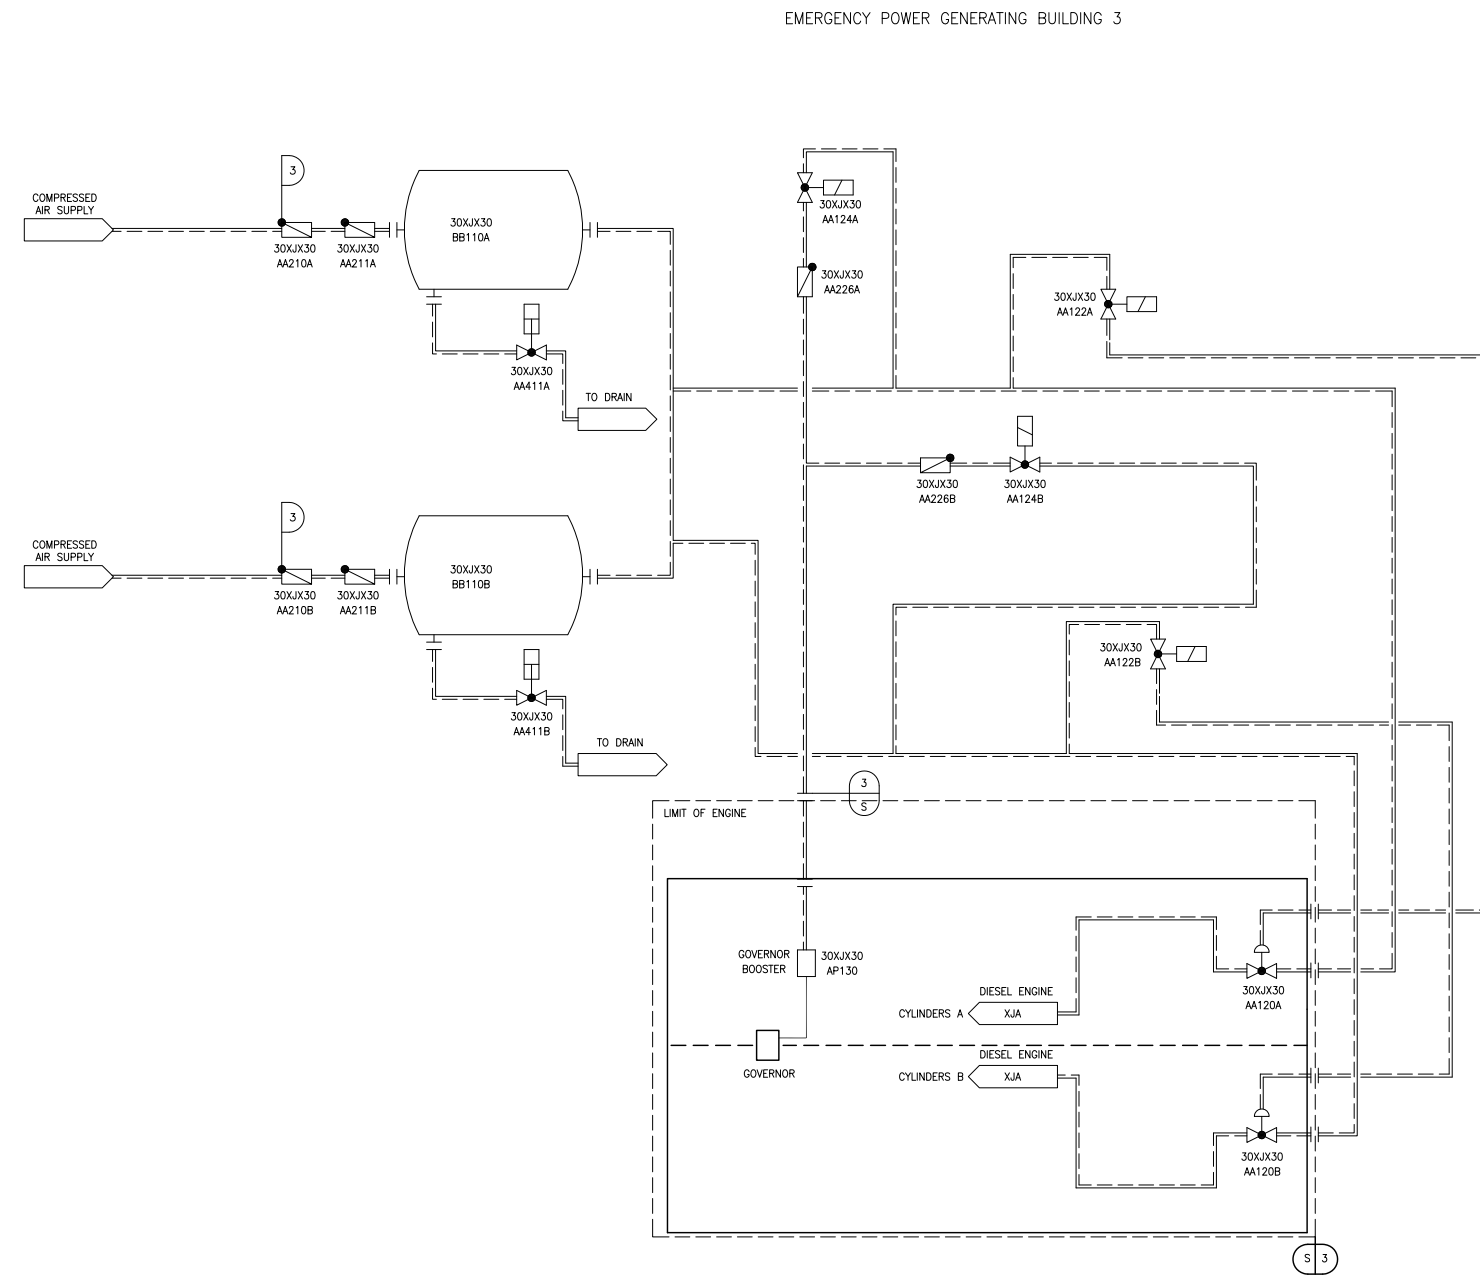 EMERGENCY POWER GENERATING BUILDING 3
3
COMPRESSED
AIR SUPPLY
30XJX30
AA210A
30XJX30
AA211A
30XJX30
BB110A
30XJX30
AA411A
TO DRAIN
30XJX30
AA124A
30XJX30
AA226A
30XJX30
AA122A
30XJX30
AA226B
30XJX30
AA124B
3
COMPRESSED
AIR SUPPLY
30XJX30
AA210B
30XJX30
AA211B
30XJX30
BB110B
30XJX30
AA411B
TO DRAIN
30XJX30
AA122B
3
S
LIMIT OF ENGINE
GOVERNOR
BOOSTER
30XJX30
AP130
DIESEL ENGINE
CYLINDERS A
XJA
30XJX30
AA120A
DIESEL ENGINE
CYLINDERS B
XJA
GOVERNOR
30XJX30
AA120B
S 3